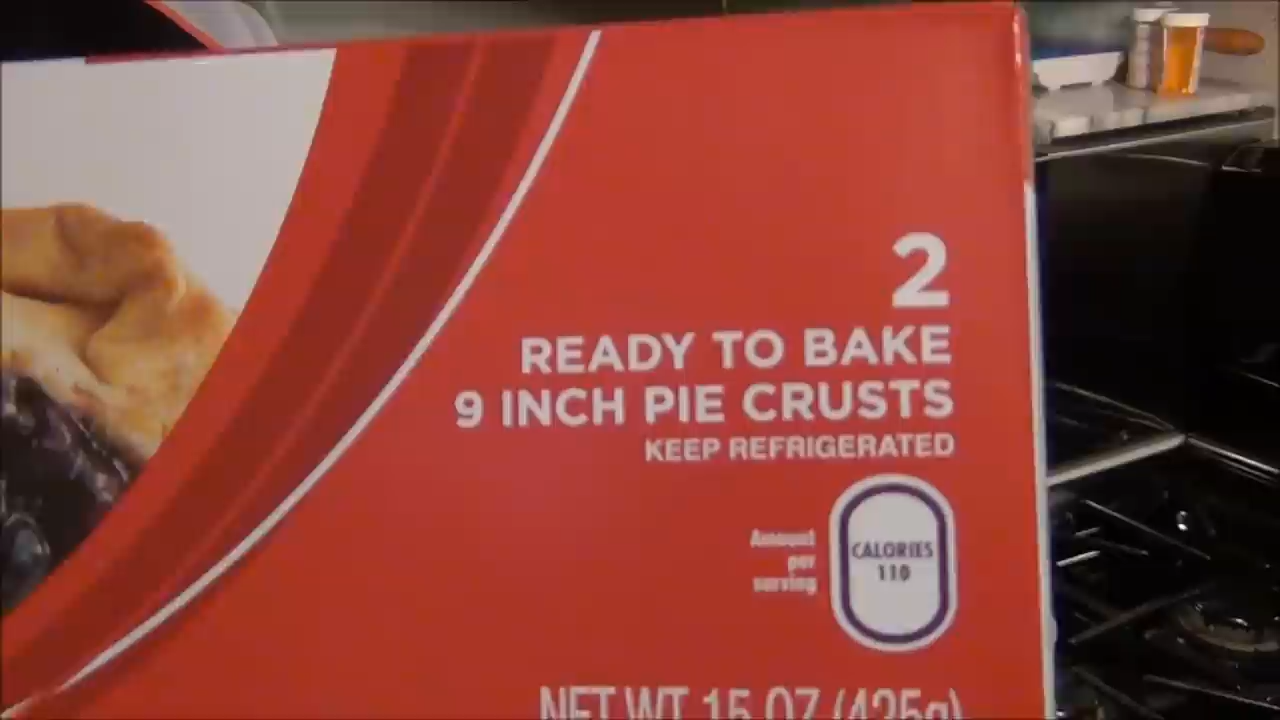 2
READY TO BAKE
9 INCH PIE CRUSTS
KEEP REFRIGERATED
Amount
per
serving
CALORIES
110
NET WT 15 OZ (425g)